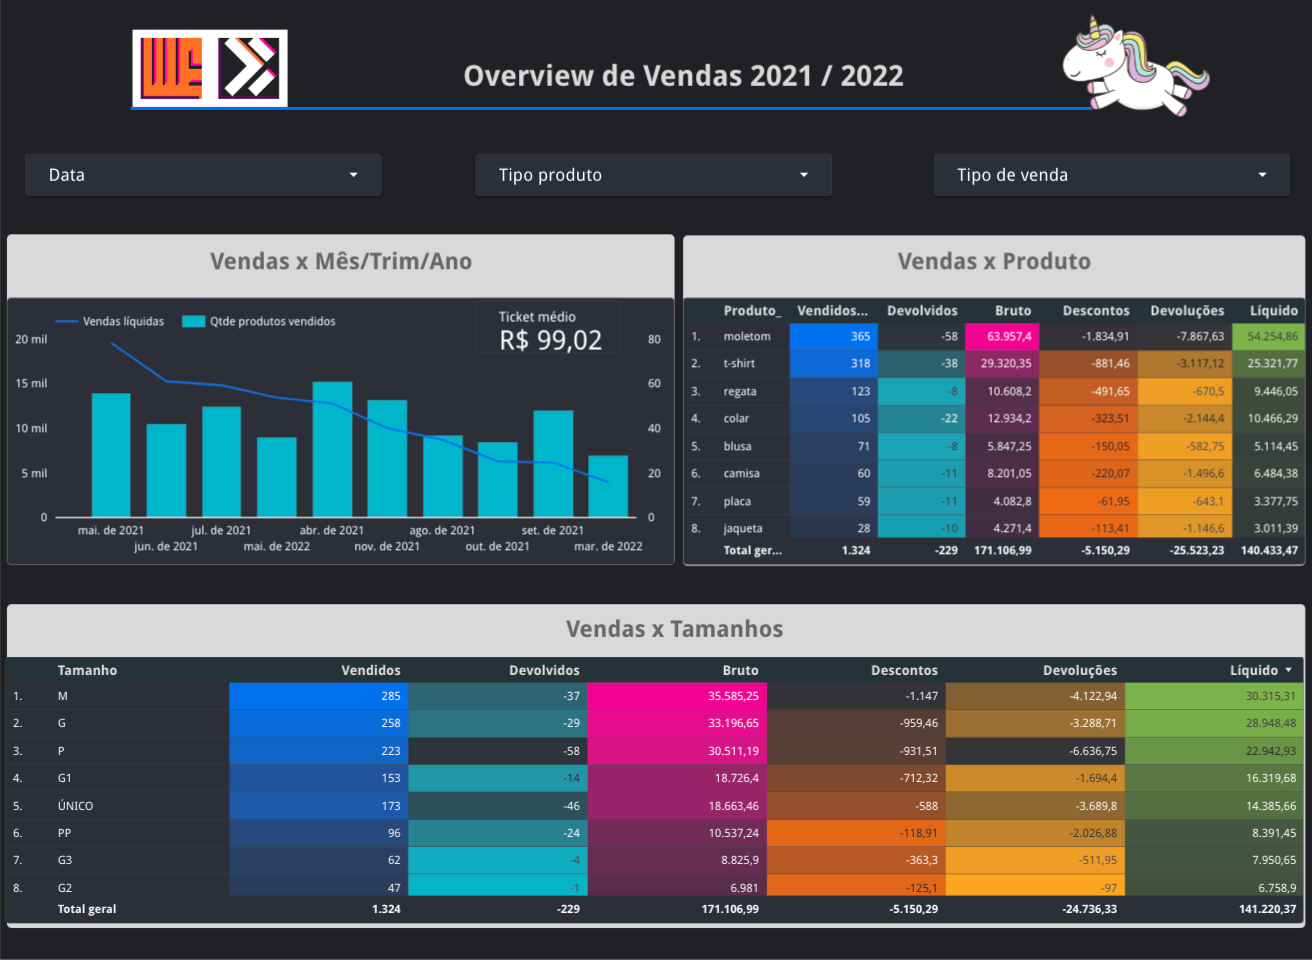 WE
Overview de Vendas 2021 / 2022
Data
Tipo produto
Tipo de venda
Vendas x Mês/Trim/Ano
Vendas líquidas
Qtde produtos vendidos
Ticket médio
R$ 99,02
20 mil
15 mil
10 mil
5 mil
0
80
60
40
20
0
mai. de 2021
jun. de 2021
jul. de 2021
mai. de 2022
abr. de 2021
nov. de 2021
ago. de 2021
out. de 2021
set. de 2021
mar. de 2022
Vendas x Produto
Produto_ Vendidos... Devolvidos Bruto Descontos Devoluções Líquido
1. moletom 365 -58 63.957,4 -1.834,91 -7.867,63 54.254,86
2. t-shirt 318 -38 29.320,35 -881,46 -3.117,12 25.321,77
3. regata 123 -8 10.608,2 -491,65 -670,5 9.446,05
4. colar 105 -22 12.934,2 -323,51 -2.144,4 10.466,29
5. blusa 71 -8 5.847,25 -150,05 -582,75 5.114,45
6. camisa 60 -11 8.201,05 -220,07 -1.496,6 6.484,38
7. placa 59 -11 4.082,8 -61,95 -643,1 3.377,75
8. jaqueta 28 -10 4.271,4 -113,41 -1.146,6 3.011,39
Total ger... 1.324 -229 171.106,99 -5.150,29 -25.523,23 140.433,47
Vendas x Tamanhos
Tamanho Vendidos Devolvidos Bruto Descontos Devoluções Líquido
1. M 285 -37 35.585,25 -1.147 -4.122,94 30.315,31
2. G 258 -29 33.196,65 -959,46 -3.288,71 28.948,48
3. P 223 -58 30.511,19 -931,51 -6.636,75 22.942,93
4. G1 153 -14 18.726,4 -712,32 -1.694,4 16.319,68
5. ÚNICO 173 -46 18.663,46 -588 -3.689,8 14.385,66
6. PP 96 -24 10.537,24 -118,91 -2.026,88 8.391,45
7. G3 62 -4 8.825,9 -363,3 -511,95 7.950,65
8. G2 47 -1 6.981 -125,1 -97 6.758,9
Total geral 1.324 -229 171.106,99 -5.150,29 -24.736,33 141.220,37